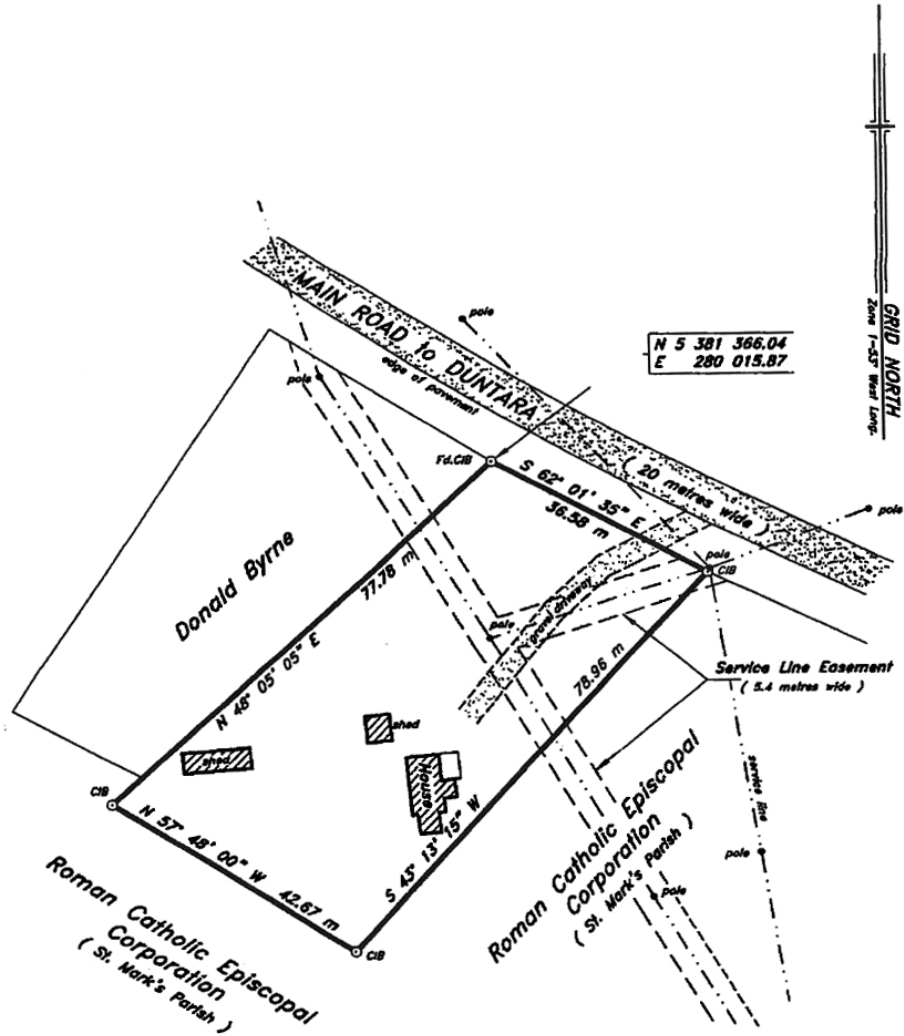 GRID NORTH
Zone 1-53° West Long.
MAIN ROAD to DUNTARA
( 20 metres wide )
edge of pavement
pole
pole
N 5 381 366.04
E 280 015.87
Fd.CIB
S 62° 01' 35" E
36.58 m
pole
pole
CIB
Donald Byrne
77.78 m
N 48° 05' 05" E
pole
gravel driveway
78.96 m
Service Line Easement
( 5.4 metres wide )
shed
shed
House
S 43° 13' 15" W
CIB
N 57° 48' 00" W
42.67 m
CIB
service line
pole
pole
Roman Catholic Episcopal
Corporation
( St. Mark's Parish )
Roman Catholic Episcopal
Corporation
( St. Mark's Parish )